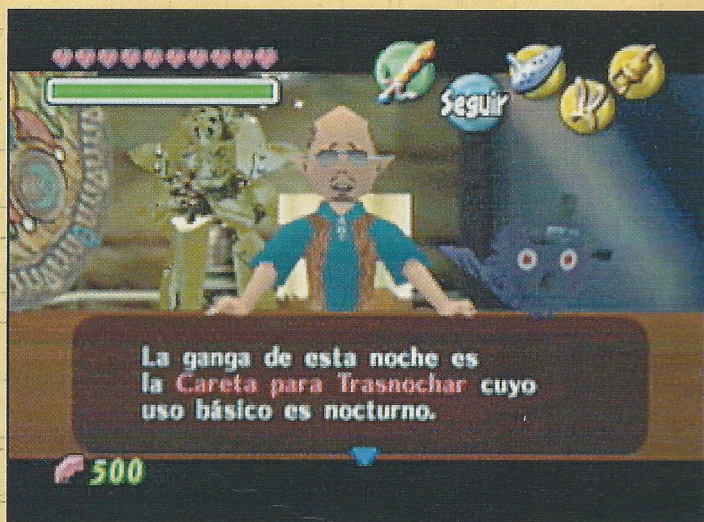 Seguir
La ganga de esta noche es
la Careta para Trasnochar cuyo
uso básico es nocturno.
500